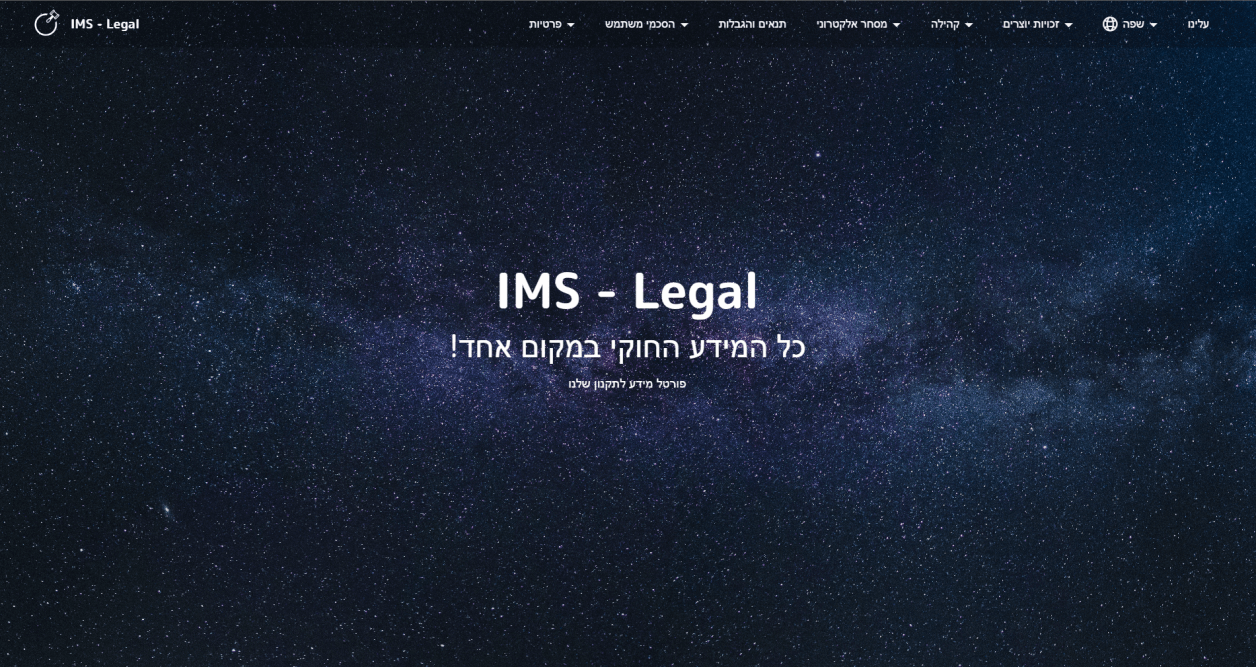 IMS - Legal
פרטיות
הסכמי משתמש
תנאים והגבלות
מסחר אלקטרוני
קהילה
זכויות יוצרים
שפה
עלינו
IMS - Legal
כל המידע החוקי במקום אחד!
פורטל מידע לתקנון שלנו